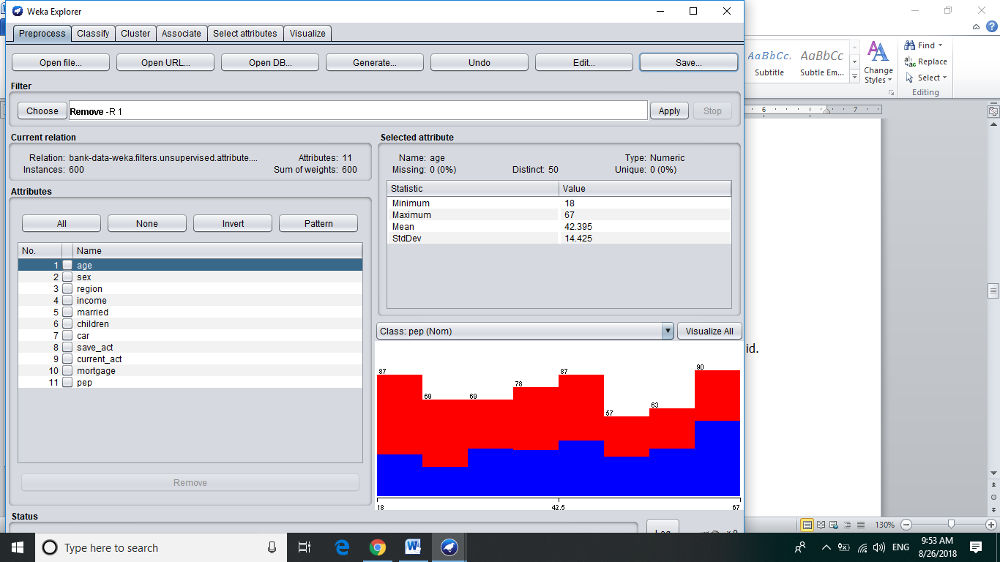 Weka Explorer
Preprocess Classify Cluster Associate Select attributes Visualize
Open file... Open URL... Open DB... Generate... Undo Edit... Save...
Filter
Choose Remove -R 1 Apply Stop
Current relation
Relation: bank-data-weka.filters.unsupervised.attribute.... Attributes: 11
Instances: 600 Sum of weights: 600
Attributes
All None Invert Pattern
No. Name
1 age
2 sex
3 region
4 income
5 married
6 children
7 car
8 save_act
9 current_act
10 mortgage
11 pep
Remove
Status
Selected attribute
Name: age Type: Numeric
Missing: 0 (0%) Distinct: 50 Unique: 0 (0%)
Statistic Value
Minimum 18
Maximum 67
Mean 42.395
StdDev 14.425
Class: pep (Nom) Visualize All
87 69 69 78 87 57 63 90
18 42.5 67
AaBbCc. AaBbCc
Subtitle Subtle Em...
Change
Styles
Find
Replace
Select
Editing
6 7
id.
130%
Type here to search
ENG
9:53 AM
8/26/2018